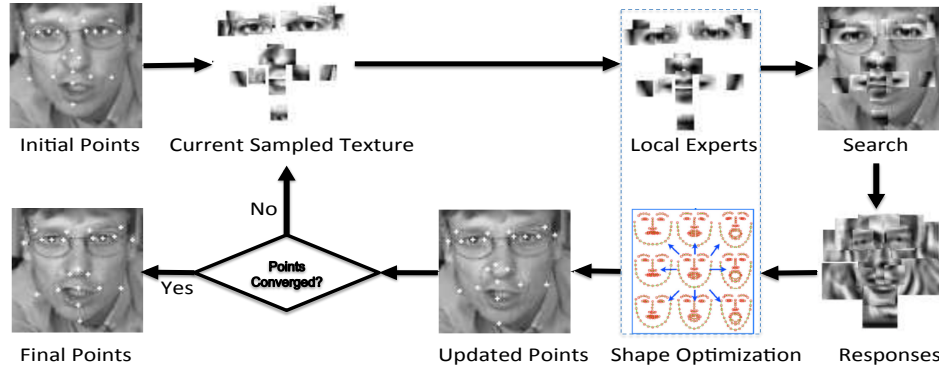 Initial Points
Current Sampled Texture
Local Experts
Search
No
Points
Converged?
Yes
Final Points
Updated Points
Shape Optimization
Responses